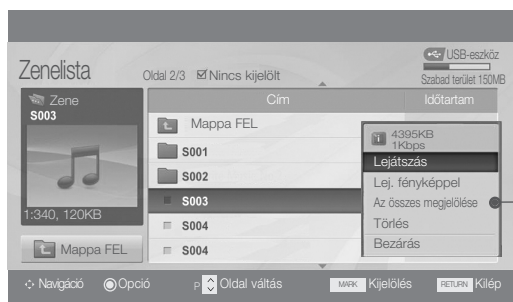 USB-eszköz
Zenelista
Oldal 2/3 Nincs kijelölt
Szabad terület 150MB
Zene
S003
1:340, 120KB
Mappa FEL
Cím
Időtartam
Mappa FEL
S001
S002
S003
S004
S004
4395KB
1Kbps
Lejátszás
Lej. fényképpel
Az összes megjelölése
Törlés
Bezárás
Navigáció
Opció
P Oldal váltás
MARK Kijelölés
RETURN Kilép